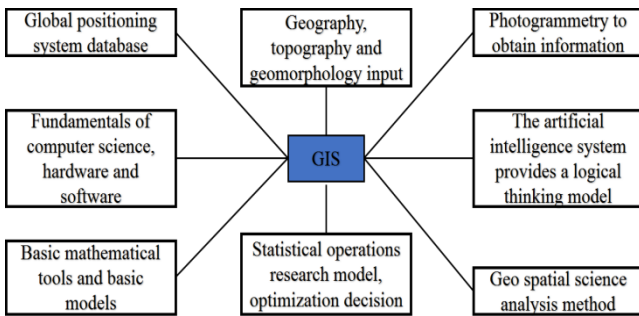 Global positioning
system database
Geography,
topography and
geomorphology input
Photogrammetry to
obtain information
Fundamentals of
computer science,
hardware and
software
GIS
The artificial
intelligence system
provides a logical
thinking model
Basic mathematical
tools and basic
models
Statistical operations
research model,
optimization decision
Geo spatial science
analysis method